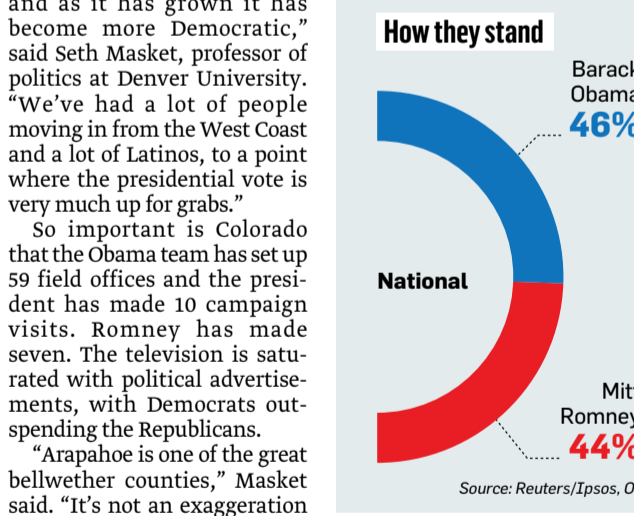 and as it has grown it has
become more Democratic,”
said Seth Masket, professor of
politics at Denver University.
“We’ve had a lot of people
moving in from the West Coast
and a lot of Latinos, to a point
where the presidential vote is
very much up for grabs.”
So important is Colorado
that the Obama team has set up
59 field offices and the presi-
dent has made 10 campaign
visits. Romney has made
seven. The television is satu-
rated with political advertise-
ments, with Democrats out-
spending the Republicans.
“Arapahoe is one of the great
bellwether counties,” Masket
said. “It’s not an exaggeration
How they stand
Barack
Obama
46%
National
Romney
44%
Source: Reuters/Ipsos,